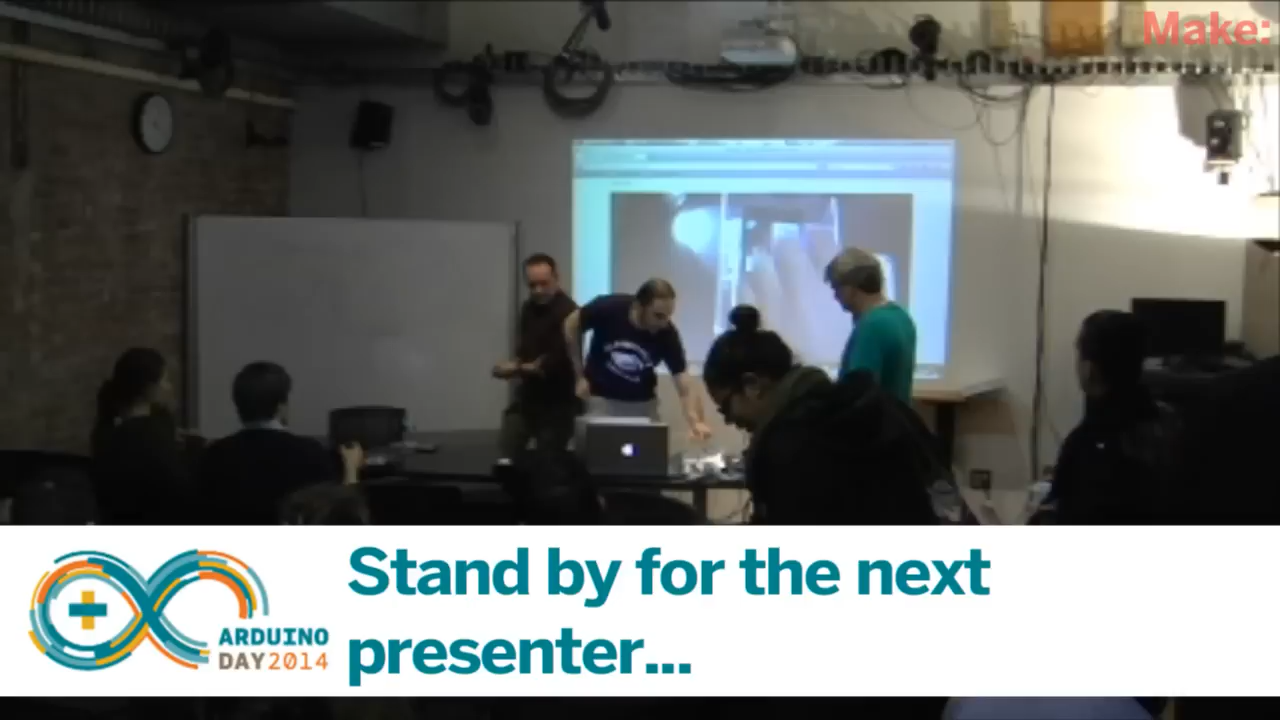 Make:
Stand by for the next
presenter...
ARDUINO
DAY2014